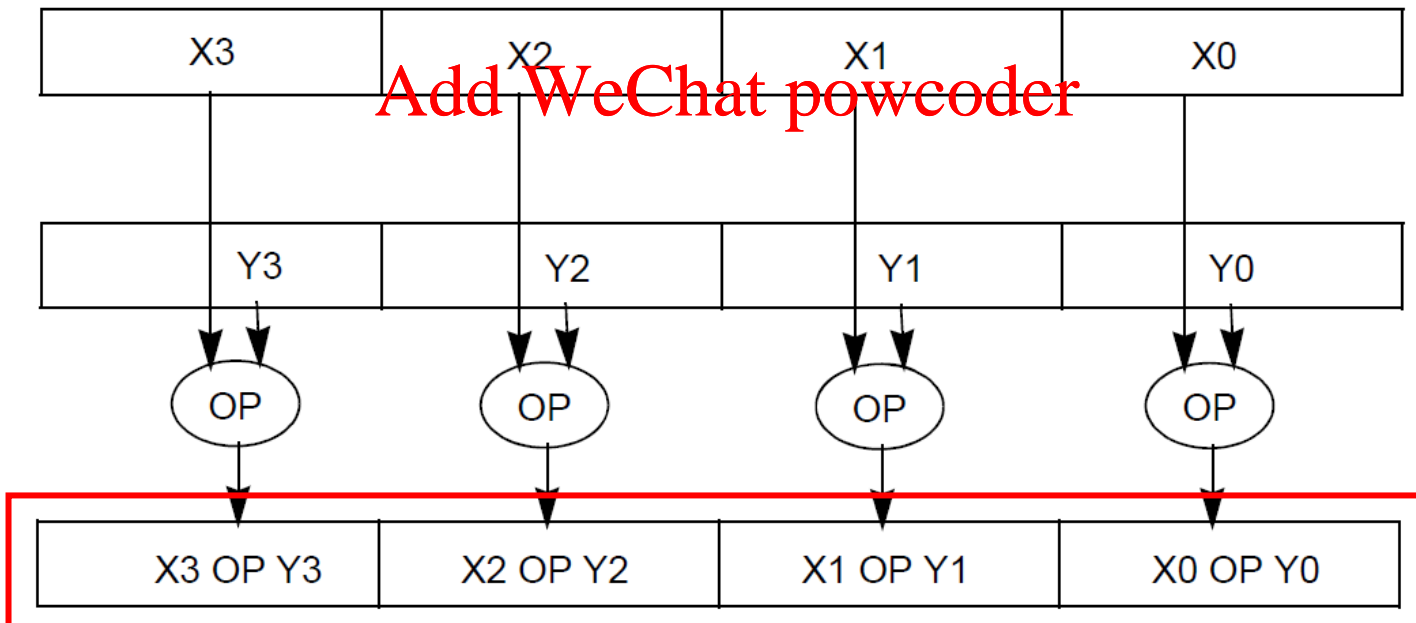 X3 X2 X1 X0
Add WeChat powcoder
Y3 Y2 Y1 Y0
OP OP OP OP
X3 OP Y3 X2 OP Y2 X1 OP Y1 X0 OP Y0